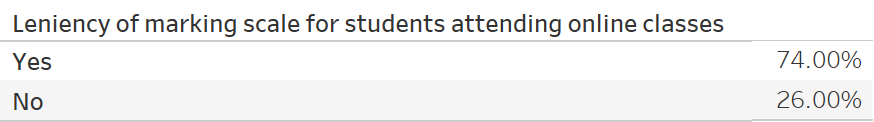 Leniency of marking scale for students attending online classes
Yes 74.00%
No 26.00%